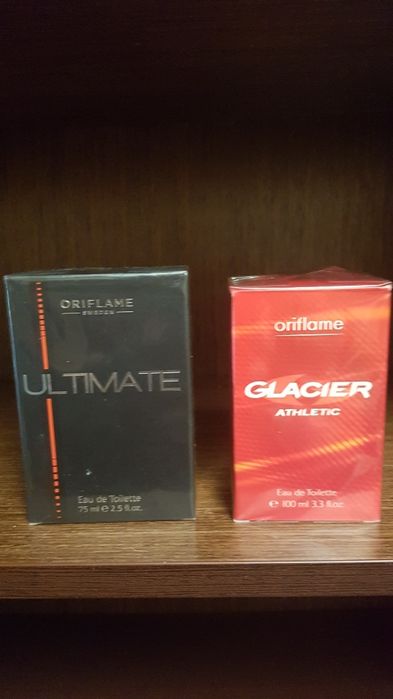 ORIFLAME
SWEDEN
ULTIMATE
Eau de Toilette
75 ml e 2.5 fl.oz.
oriflame
GLACIER
ATHLETIC
Eau de Toilette
e 100 ml 3.3 fl.oz.